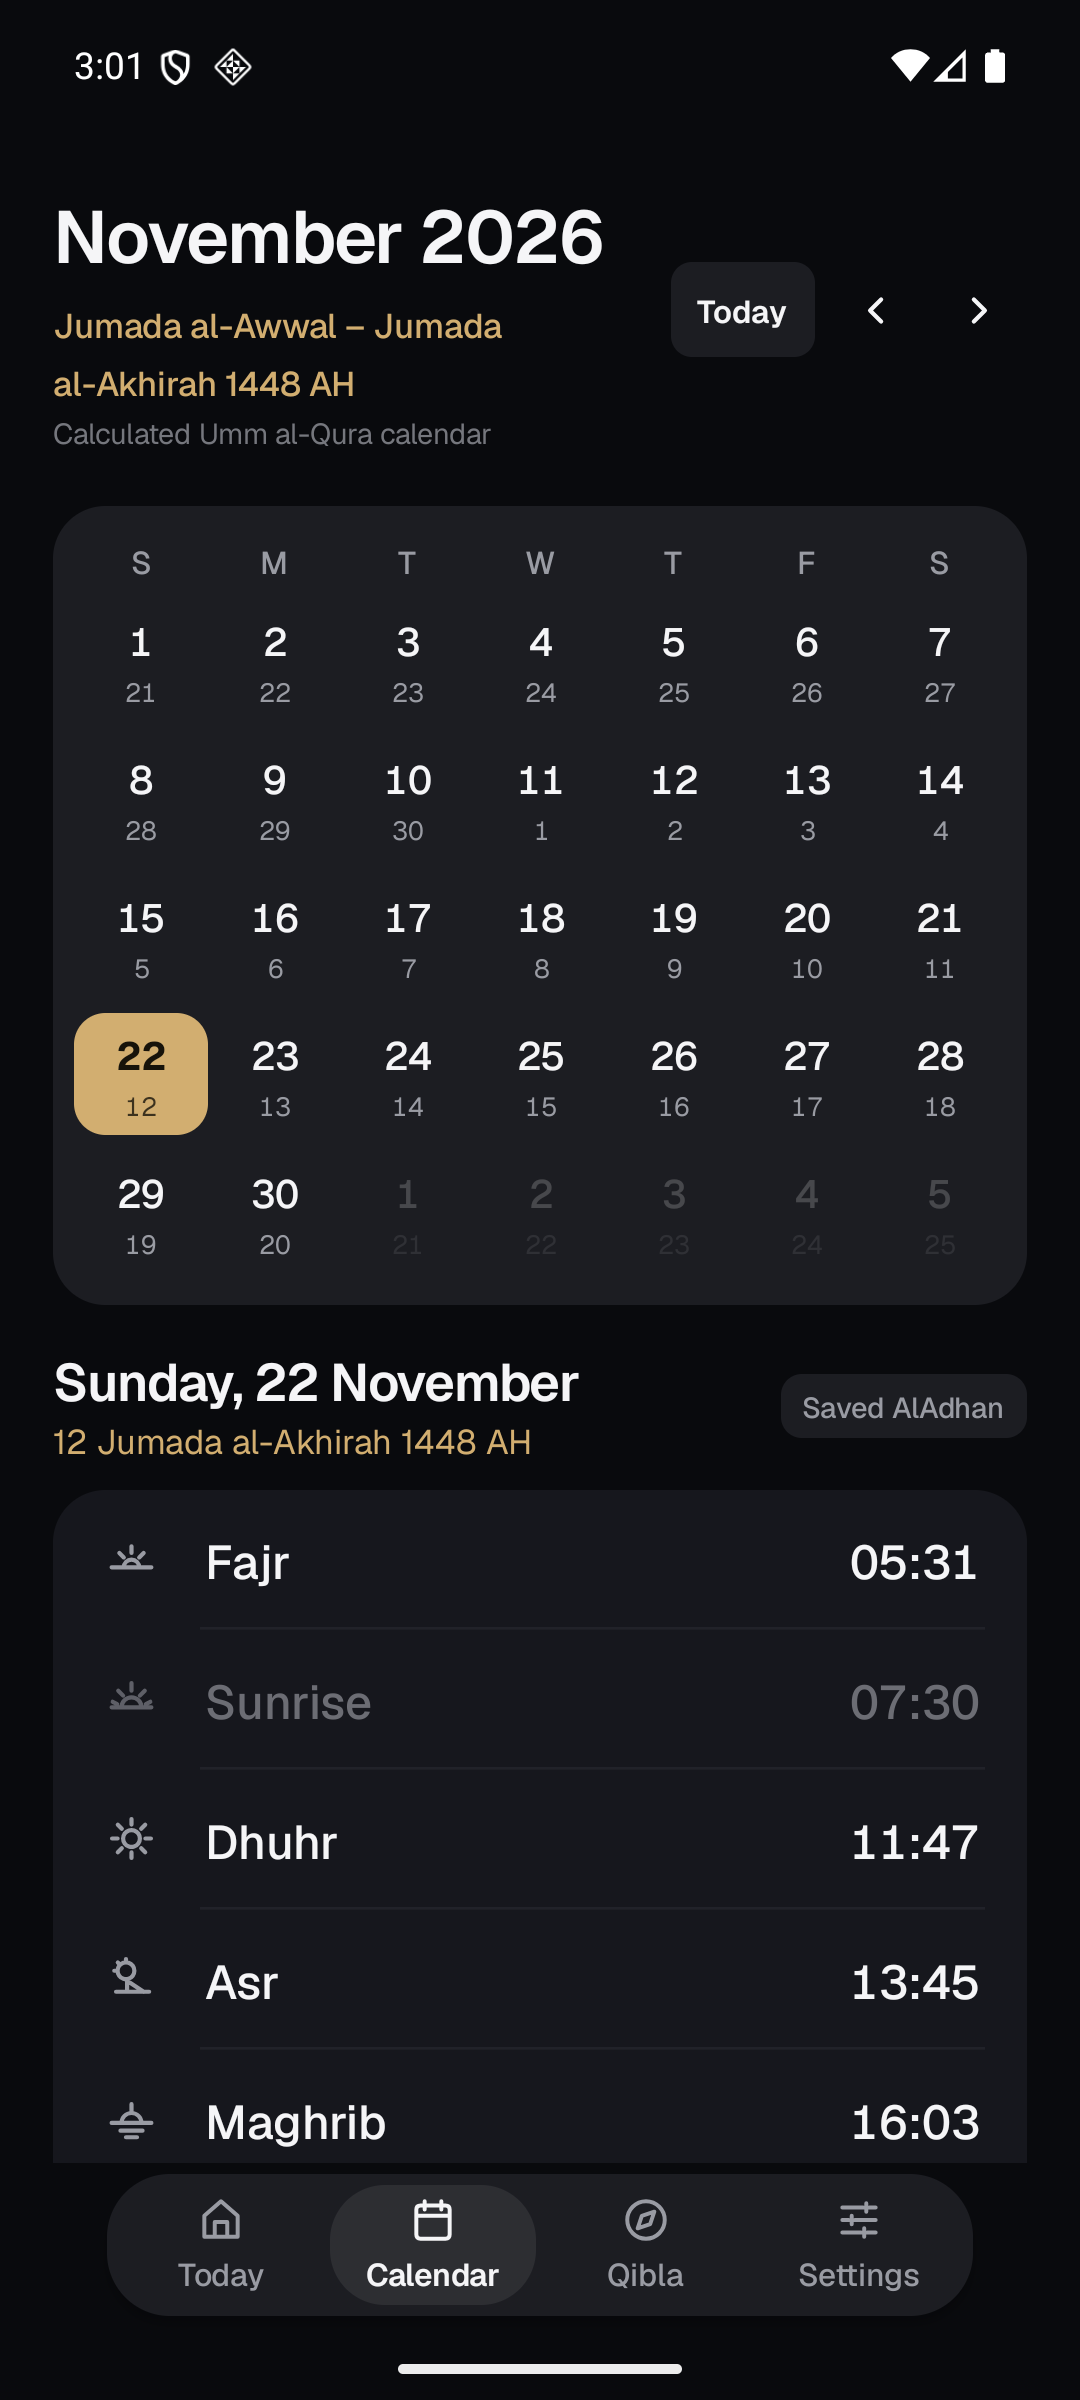 3:01
November 2026
Jumada al-Awwal – Jumada
al-Akhirah 1448 AH
Calculated Umm al-Qura calendar
Today
S M T W T F S
1 2 3 4 5 6 7
21 22 23 24 25 26 27
8 9 10 11 12 13 14
28 29 30 1 2 3 4
15 16 17 18 19 20 21
5 6 7 8 9 10 11
22 23 24 25 26 27 28
12 13 14 15 16 17 18
29 30 1 2 3 4 5
19 20 21 22 23 24 25
Sunday, 22 November
12 Jumada al-Akhirah 1448 AH
Saved AlAdhan
Fajr 05:31
Sunrise 07:30
Dhuhr 11:47
Asr 13:45
Maghrib 16:03
Today Calendar Qibla Settings